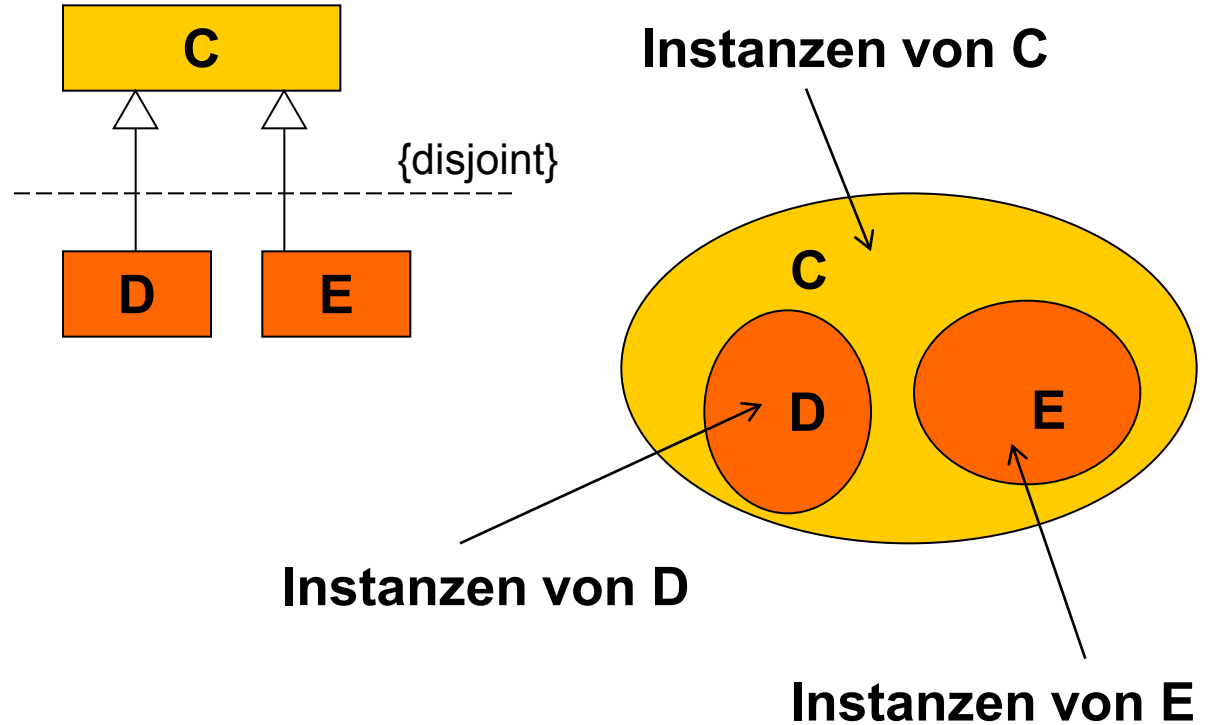 C
{disjoint}
D
E
Instanzen von C
C
D
E
Instanzen von D
Instanzen von E